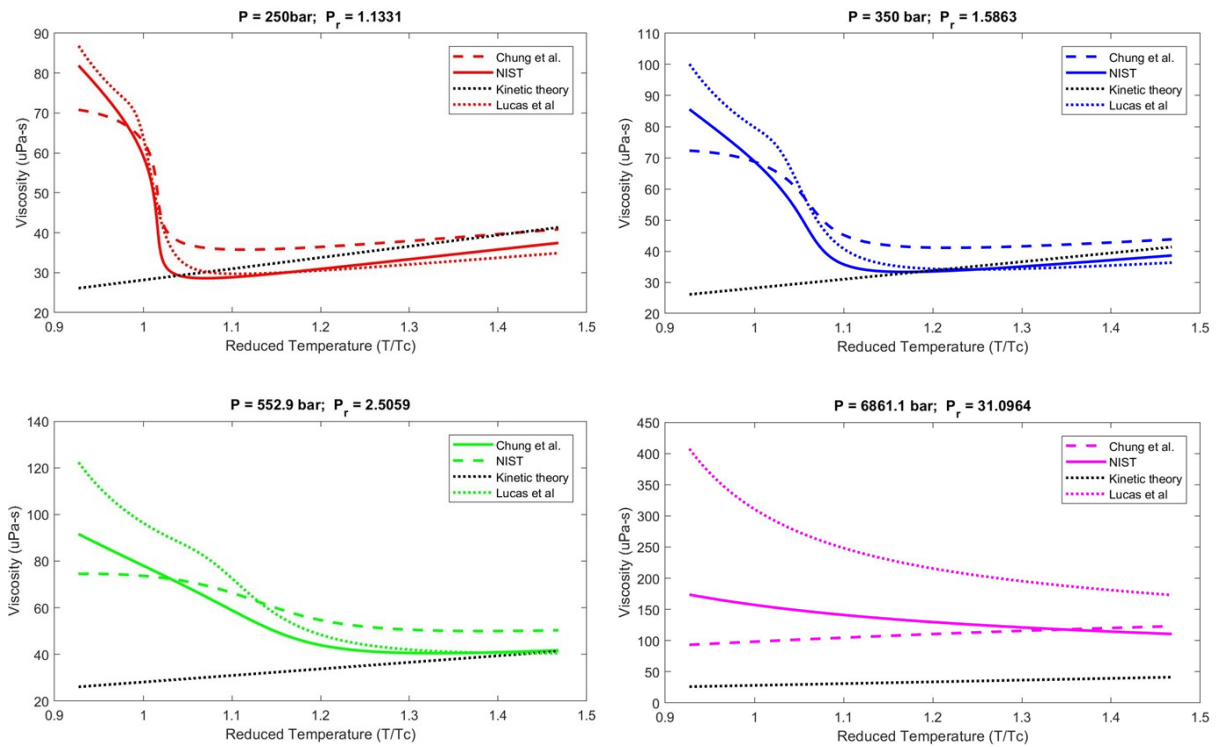 P = 250bar; P_r = 1.1331
90
80
70
60
50
40
30
20
Viscosity (uPa-s)
Chung et al.
NIST
Kinetic theory
Lucas et al
0.9 1 1.1 1.2 1.3 1.4 1.5
Reduced Temperature (T/Tc)
P = 350 bar; P_r = 1.5863
110
100
90
80
70
60
50
40
30
20
Viscosity (uPa-s)
Chung et al.
NIST
Kinetic theory
Lucas et al
0.9 1 1.1 1.2 1.3 1.4 1.5
Reduced Temperature (T/Tc)
P = 552.9 bar; P_r = 2.5059
140
120
100
80
60
40
20
Viscosity (uPa-s)
Chung et al.
NIST
Kinetic theory
Lucas et al
0.9 1 1.1 1.2 1.3 1.4 1.5
Reduced Temperature (T/Tc)
P = 6861.1 bar; P_r = 31.0964
450
400
350
300
250
200
150
100
50
0
Viscosity (uPa-s)
Chung et al.
NIST
Kinetic theory
Lucas et al
0.9 1 1.1 1.2 1.3 1.4 1.5
Reduced Temperature (T/Tc)